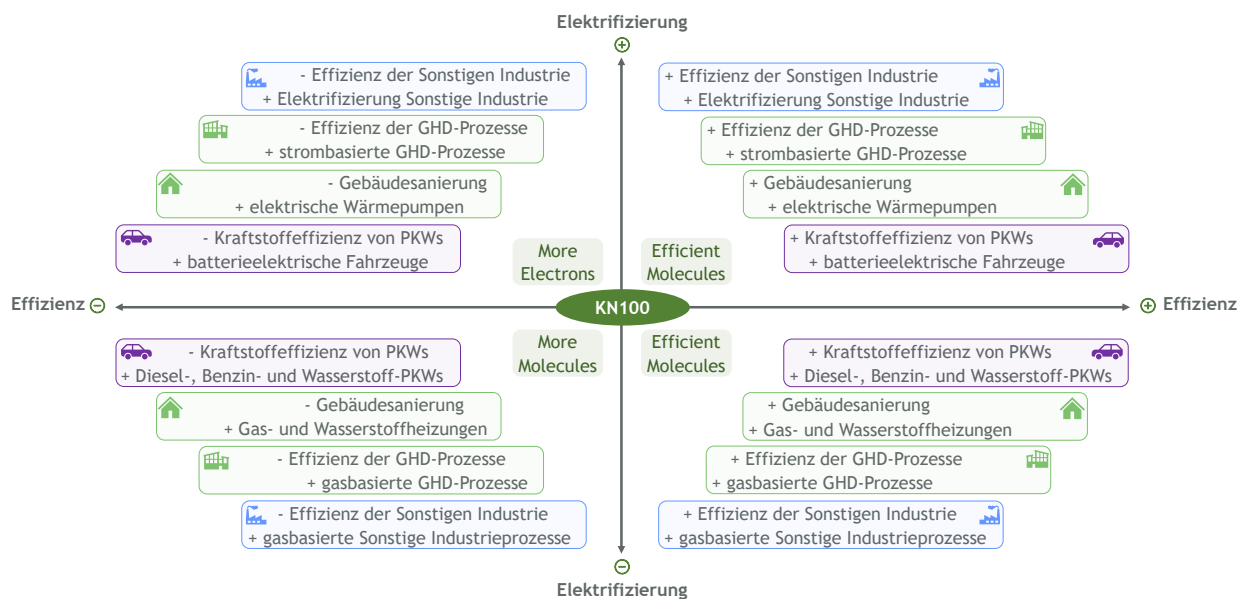 Elektrifizierung
+
- Effizienz der Sonstigen Industrie
+ Elektrifizierung Sonstige Industrie
- Effizienz der GHD-Prozesse
+ strombasierte GHD-Prozesse
- Gebäudesanierung
+ elektrische Wärmepumpen
- Kraftstoffeffizienz von PKWs
+ batterieelektrische Fahrzeuge
More
Electrons
+ Effizienz der Sonstigen Industrie
+ Elektrifizierung Sonstige Industrie
+ Effizienz der GHD-Prozesse
+ strombasierte GHD-Prozesse
+ Gebäudesanierung
+ elektrische Wärmepumpen
+ Kraftstoffeffizienz von PKWs
+ batterieelektrische Fahrzeuge
Efficient
Molecules
Effizienz -
KN100
+ Effizienz
More
Molecules
- Kraftstoffeffizienz von PKWs
+ Diesel-, Benzin- und Wasserstoff-PKWs
- Gebäudesanierung
+ Gas- und Wasserstoffheizungen
- Effizienz der GHD-Prozesse
+ gasbasierte GHD-Prozesse
- Effizienz der Sonstigen Industrie
+ gasbasierte Sonstige Industrieprozesse
Efficient
Molecules
+ Kraftstoffeffizienz von PKWs
+ Diesel-, Benzin- und Wasserstoff-PKWs
+ Gebäudesanierung
+ Gas- und Wasserstoffheizungen
+ Effizienz der GHD-Prozesse
+ gasbasierte GHD-Prozesse
+ Effizienz der Sonstigen Industrie
+ gasbasierte Sonstige Industrieprozesse
-
Elektrifizierung